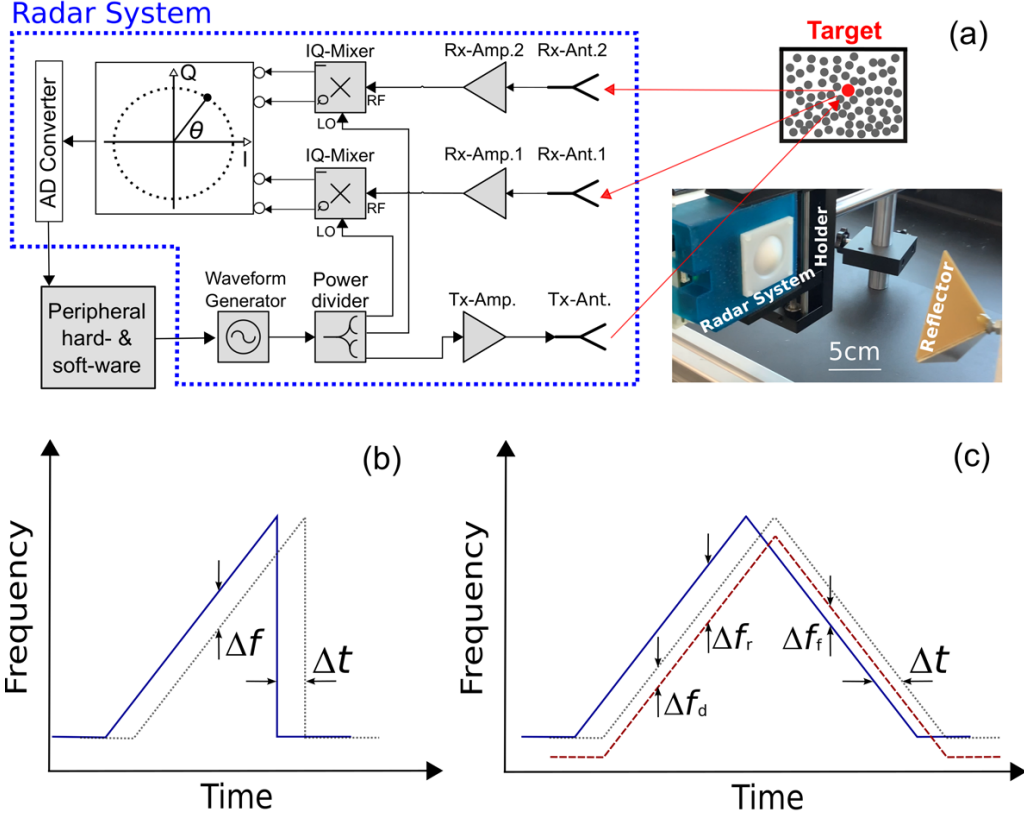 Radar System
(a)
Target
IQ-Mixer
Rx-Amp.2
Rx-Ant.2
Q
I
θ
RF
LO
AD Converter
IQ-Mixer
Rx-Amp.1
Rx-Ant.1
I
Q
I
Q
RF
LO
Waveform
Generator
Power
divider
Tx-Amp.
Tx-Ant.
Peripheral
hard- &
soft-ware
Radar System
Holder
Reflector
5cm
(b)
Frequency
Δf
Δt
Time
(c)
Frequency
Δfr
Δff
Δt
Δfd
Time